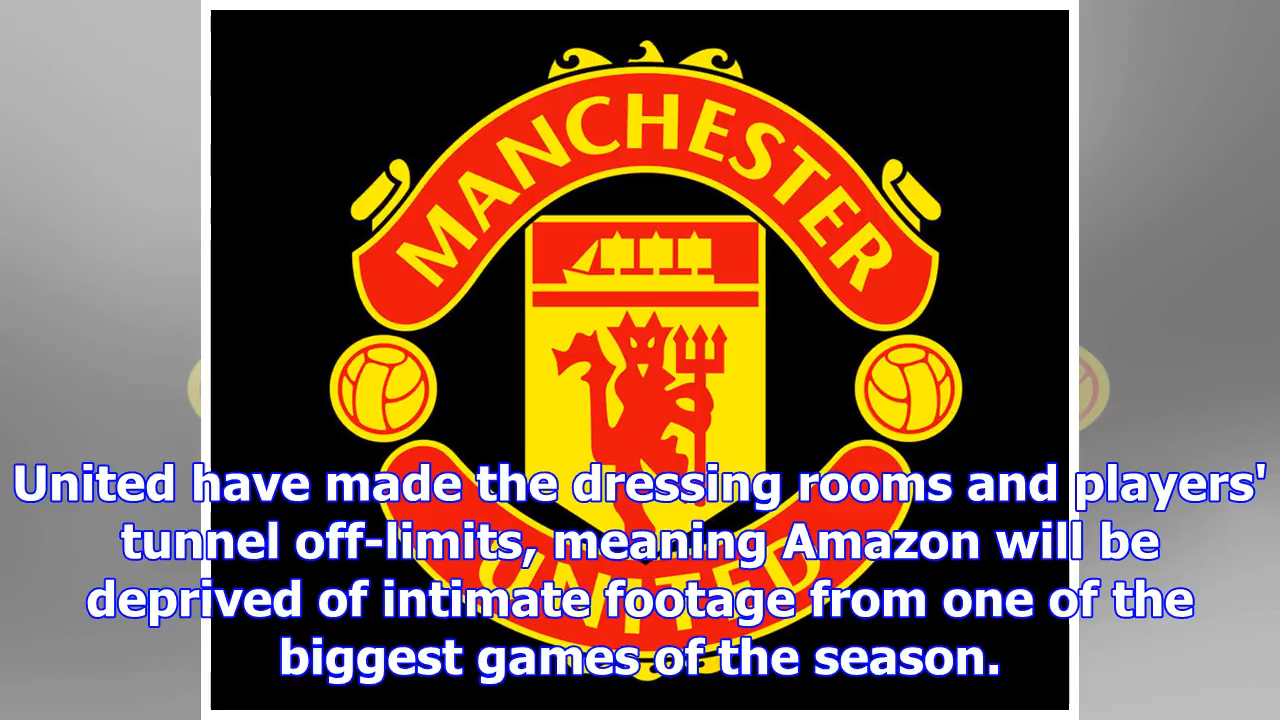 MANCHESTER
United have made the dressing rooms and players'
tunnel off-limits, meaning Amazon will be
UNITED
deprived of intimate footage from one of the
biggest games of the season.